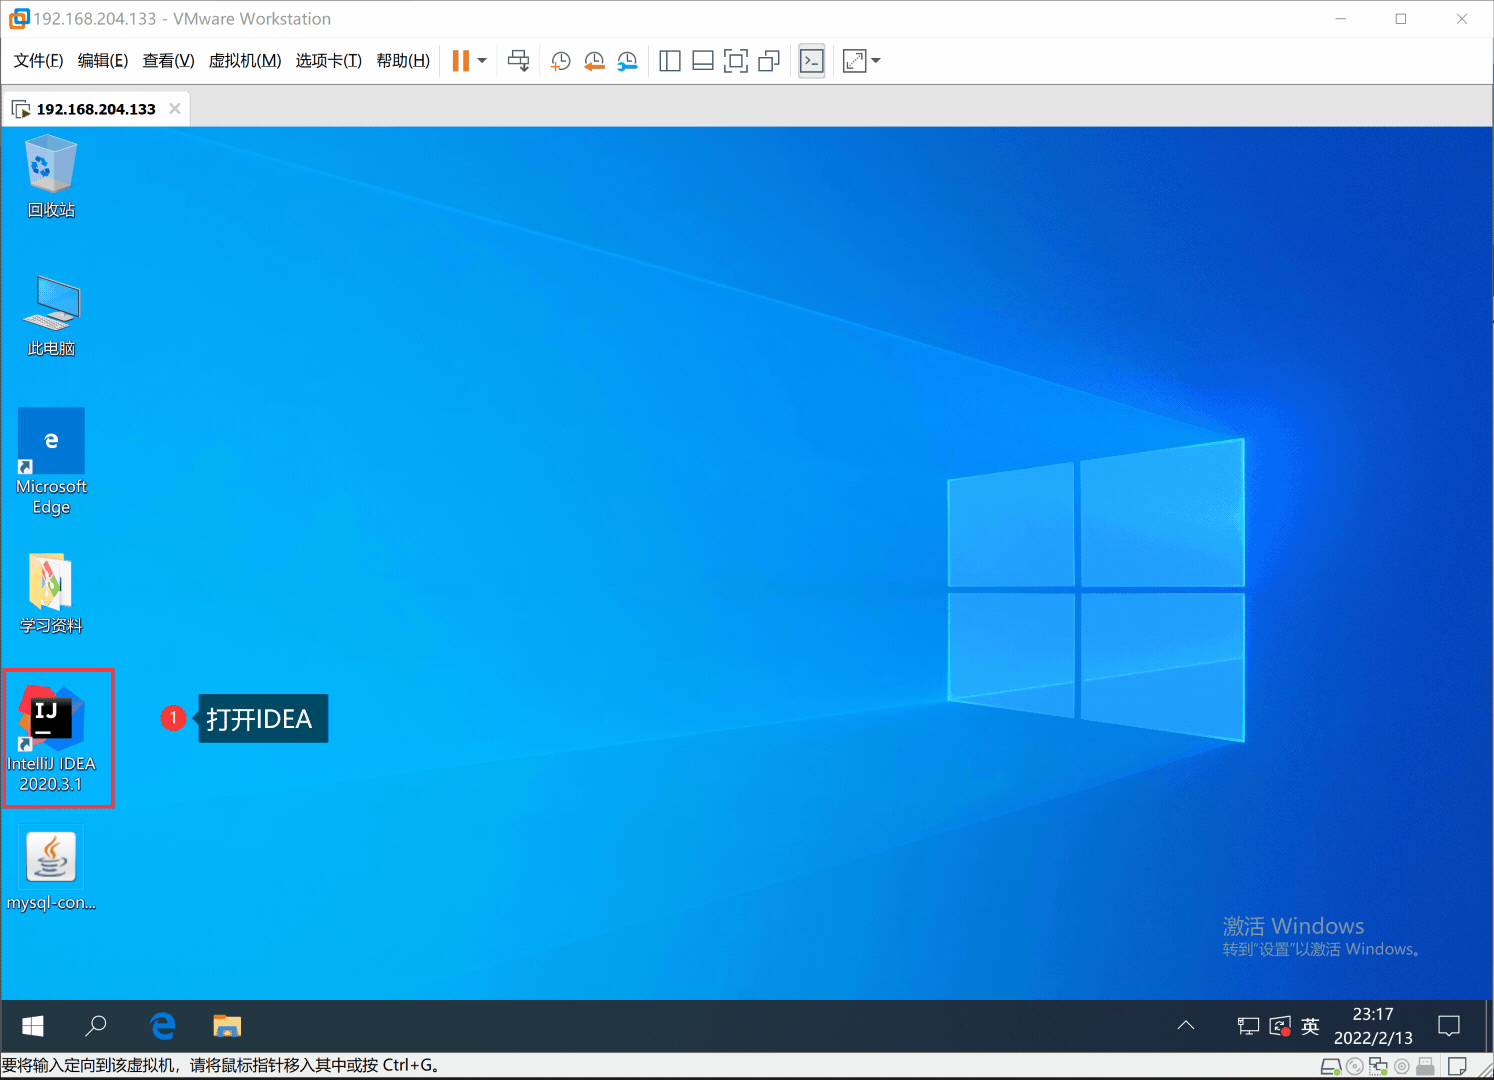 192.168.204.133 - VMware Workstation
文件(F) 编辑(E) 查看(V) 虚拟机(M) 选项卡(T) 帮助(H)
192.168.204.133
回收站
此电脑
e
Microsoft
Edge
学习资料
IJ
IntelliJ IDEA
2020.3.1
1 打开IDEA
mysql-con...
激活 Windows
转到"设置"以激活 Windows。
英
23:17
2022/2/13
要将输入定向到该虚拟机，请将鼠标指针移入其中或按 Ctrl+G。